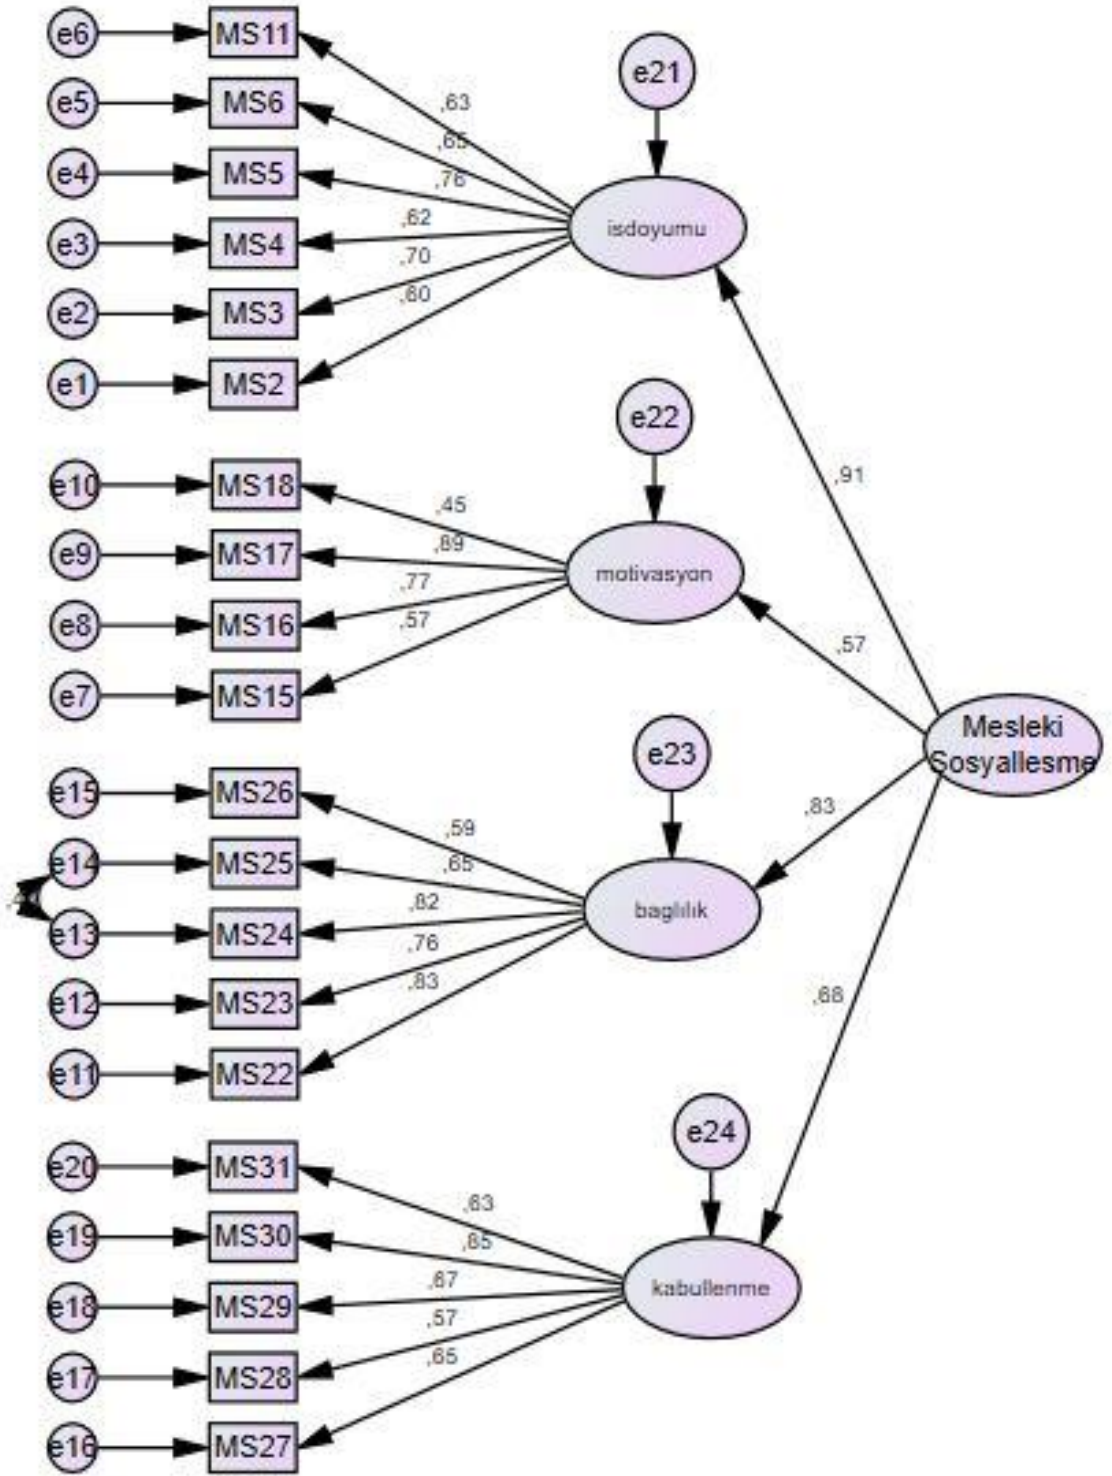 e6 MS11
e5 MS6
e4 MS5
e3 MS4
e2 MS3
e1 MS2
,63
,65
,76
,62
,70
,60
e21
isdoyumu
e10 MS18
e9 MS17
e8 MS16
e7 MS15
,45
,89
,77
,57
e22
motivasyon
e15 MS26
e14 MS25
e13 MS24
e12 MS23
e11 MS22
,59
,65
,82
,76
,83
e23
baglılık
e20 MS31
e19 MS30
e18 MS29
e17 MS28
e16 MS27
,63
,85
,67
,57
,65
e24
kabullenme
,91
,57
,83
,68
Mesleki
Sosyallesme